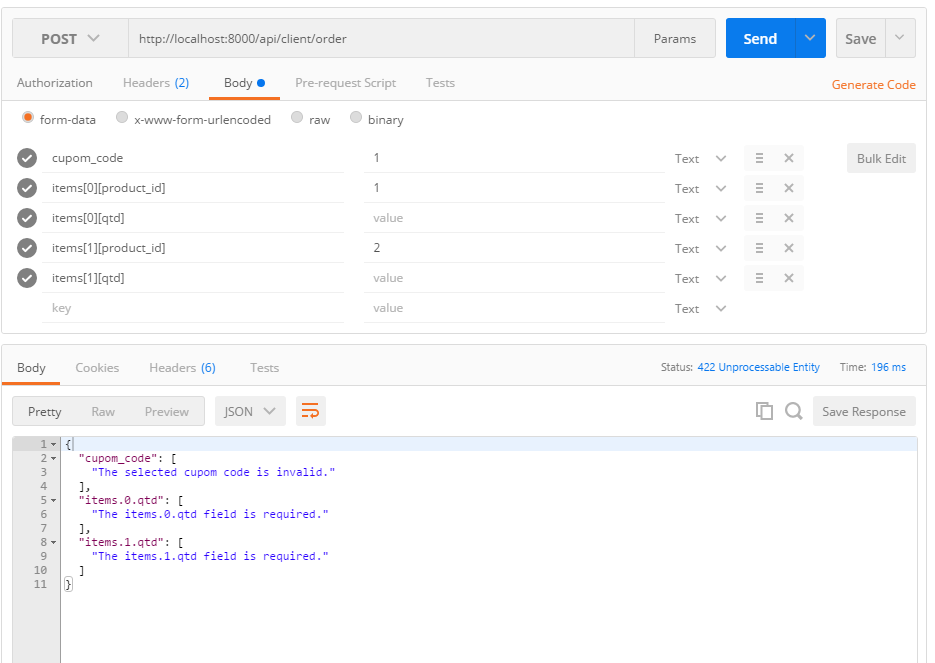 POST http://localhost:8000/api/client/order Params Send Save
Authorization Headers (2) Body Pre-request Script Tests Generate Code
form-data x-www-form-urlencoded raw binary
cupom_code 1 Text Bulk Edit
items[0][product_id] 1 Text
items[0][qtd] value Text
items[1][product_id] 2 Text
items[1][qtd] value Text
key value Text
Body Cookies Headers (6) Tests Status: 422 Unprocessable Entity Time: 196 ms
Pretty Raw Preview JSON Save Response
1 {
2 "cupom_code": [
3 "The selected cupom code is invalid."
4 ],
5 "items.0.qtd": [
6 "The items.0.qtd field is required."
7 ],
8 "items.1.qtd": [
9 "The items.1.qtd field is required."
10 ]
11 }